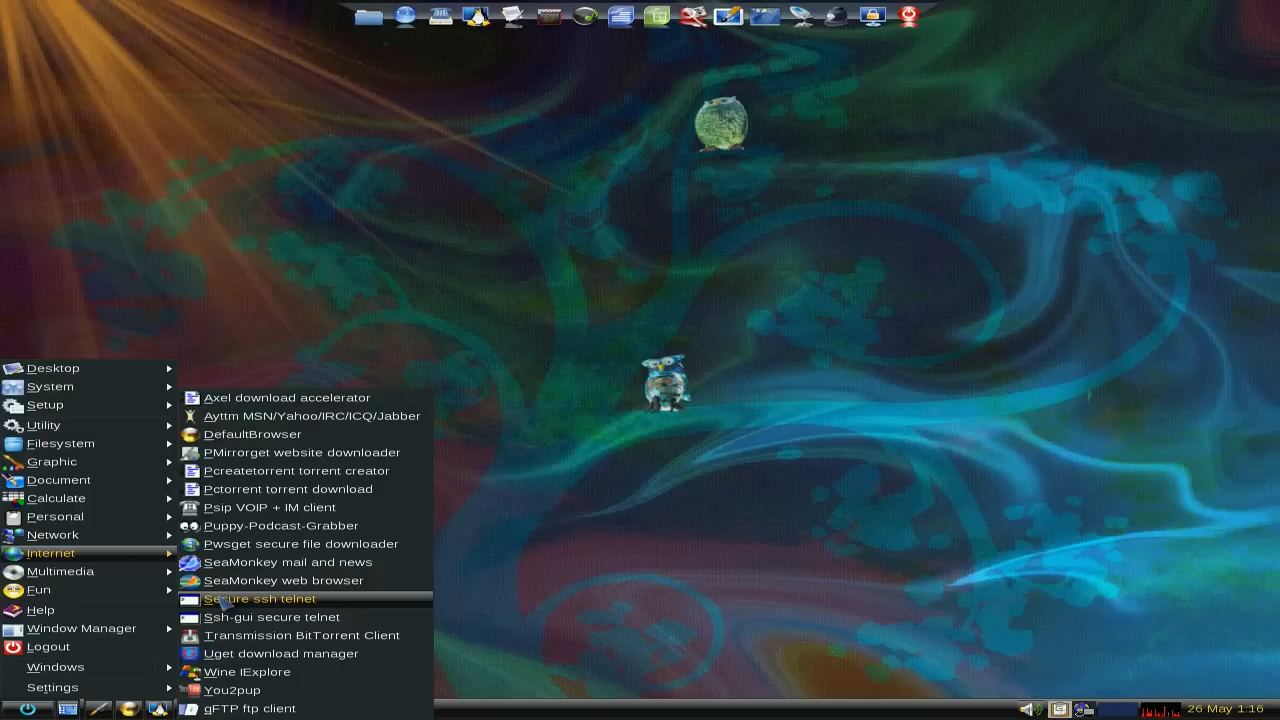 Desktop
System
Setup
Utility
Filesystem
Graphic
Document
Calculate
Personal
Network
Internet
Multimedia
Fun
Help
Window Manager
Logout
Windows
Settings
Axel download accelerator
Ayttm MSN/Yahoo/IRC/ICQ/Jabber
DefaultBrowser
PMirrorget website downloader
Pcreatetorrent torrent creator
Pctorrent torrent download
Psip VOIP + IM client
Puppy-Podcast-Grabber
Pwsget secure file downloader
SeaMonkey mail and news
SeaMonkey web browser
Secure ssh telnet
Ssh-gui secure telnet
Transmission BitTorrent Client
Uget download manager
Wine IExplore
You2pup
gFTP ftp client
26 May 1:16